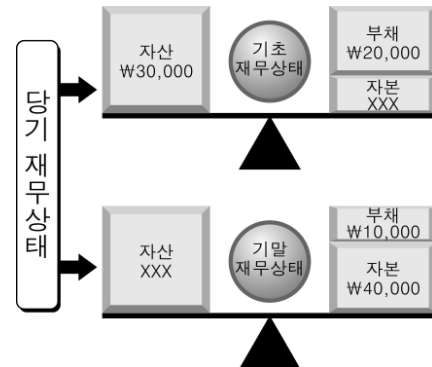 당기 재무상태
자산
₩30,000
기초
재무상태
부채
₩20,000
자본
XXX
자산
XXX
기말
재무상태
부채
₩10,000
자본
₩40,000